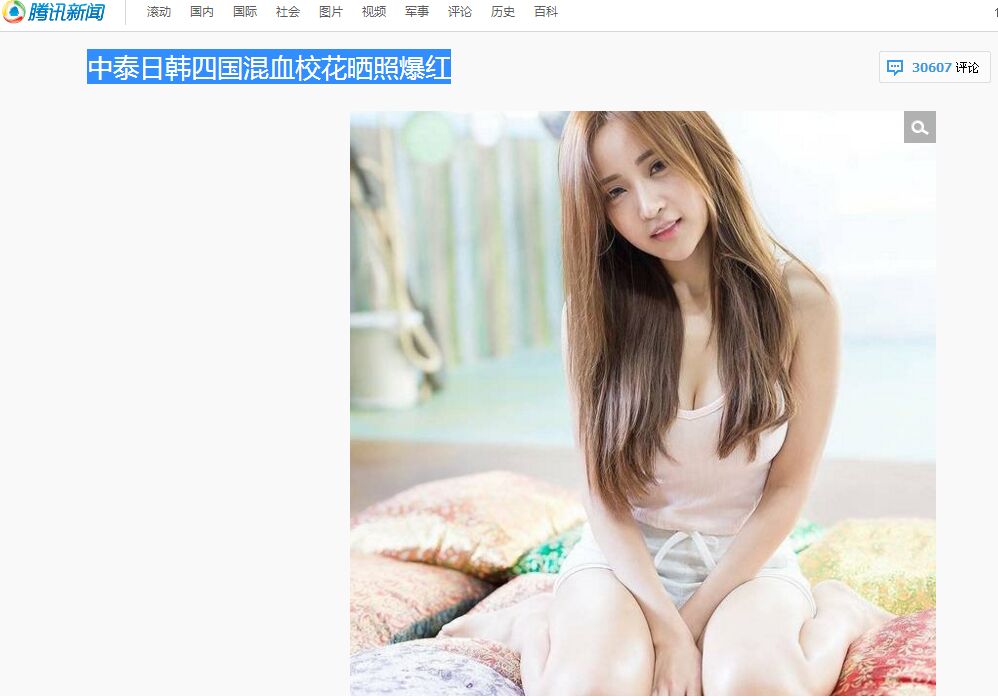 腾讯新闻 滚动 国内 国际 社会 图片 视频 军事 评论 历史 百科
中泰日韩四国混血校花晒照爆红
30607 评论